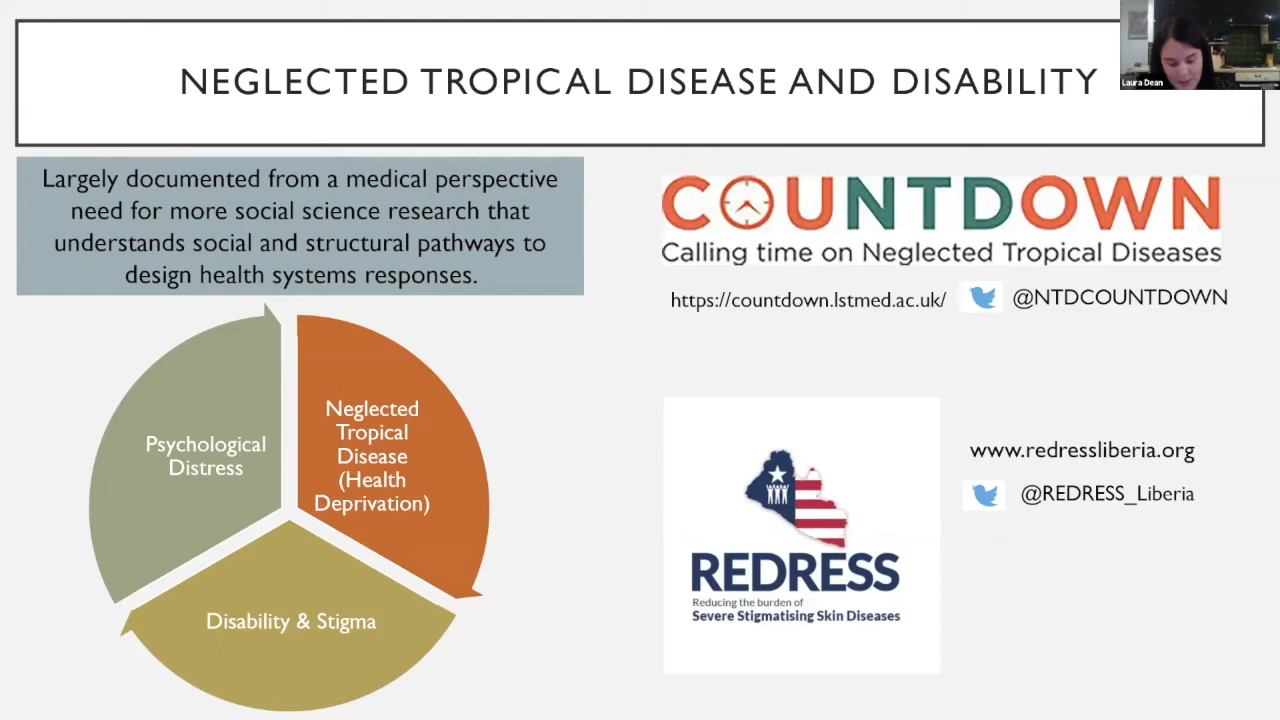 NEGLECTED TROPICAL DISEASE AND DISABILITY
Laura Dean
Largely documented from a medical perspective
need for more social science research that
understands social and structural pathways to
design health systems responses.
Psychological
Distress
Neglected
Tropical
Disease
(Health
Deprivation)
Disability & Stigma
COUNTDOWN
Calling time on Neglected Tropical Diseases
https://countdown.lstmed.ac.uk/
@NTDCOUNTDOWN
REDRESS
Reducing the burden of
Severe Stigmatising Skin Diseases
www.redressliberia.org
@REDRESS_Liberia